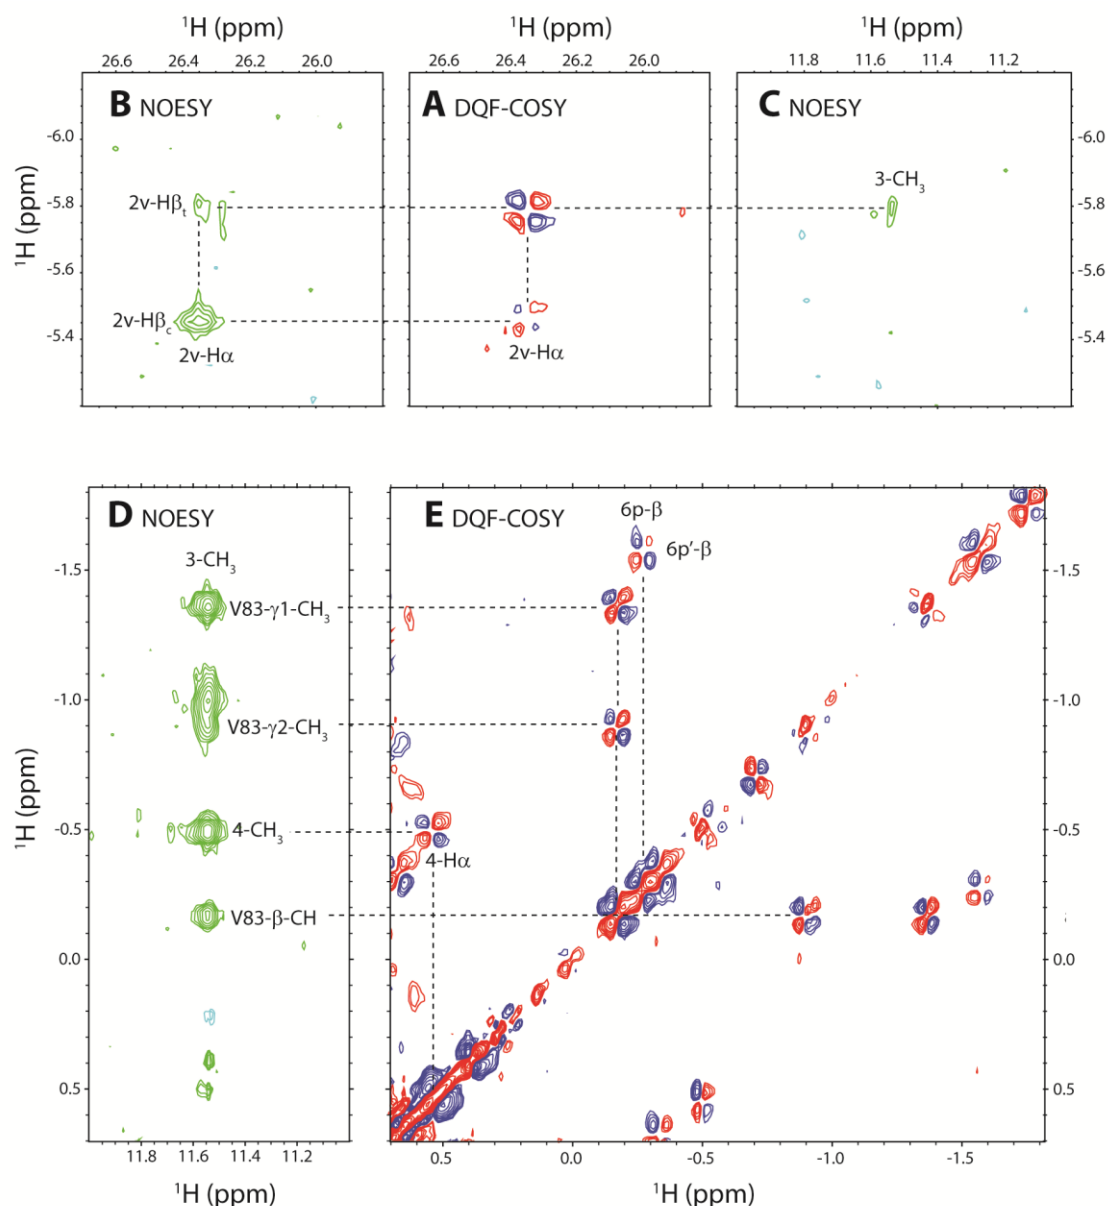 ¹H (ppm) ¹H (ppm) ¹H (ppm)
26.6 26.4 26.2 26.0 26.6 26.4 26.2 26.0 11.8 11.6 11.4 11.2
B NOESY A DQF-COSY C NOESY
-6.0 -6.0
3-CH₃
-5.8 2v-Hβₜ -5.8
¹H (ppm) ¹H (ppm)
-5.6 -5.6
2v-Hβc
-5.4 -5.4
2v-Hα 2v-Hα
D NOESY E DQF-COSY
6p-β
6p'-β
3-CH₃
-1.5 -1.5
V83-γ1-CH₃
-1.0 V83-γ2-CH₃ -1.0
¹H (ppm) ¹H (ppm)
-0.5 4-CH₃ -0.5
4-Hα
V83-β-CH
0.0 0.0
0.5 0.5
11.8 11.6 11.4 11.2 0.5 0.0 -0.5 -1.0 -1.5
¹H (ppm) ¹H (ppm)